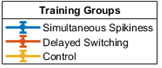 Training Groups
Simultaneous Spikiness
Delayed Switching
Control